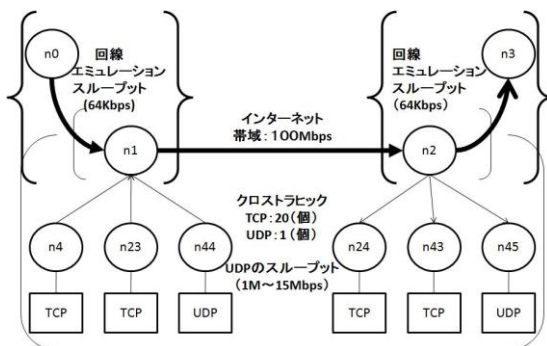 n0
回線
エミュレーション
スループット
(64Kbps)
回線
エミュレーション
スループット
(64Kbps)
n3
インターネット
帯域：100Mbps
n1
n2
クロストラヒック
TCP：20(個)
UDP：1(個)
n4
n23
n44
n24
n43
n45
UDPのスループット
(1M～15Mbps)
TCP
TCP
UDP
TCP
TCP
UDP